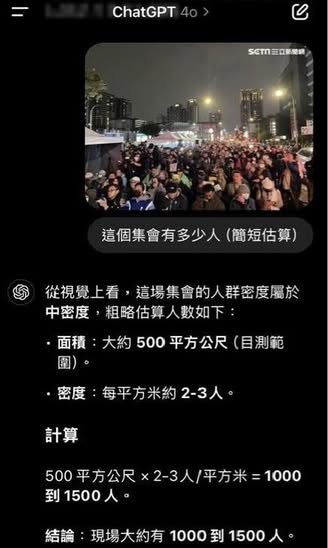 ChatGPT 4o >
SETN 三立新聞網
這個集會有多少人（簡短估算）
從視覺上看，這場集會的人群密度屬於
中密度，粗略估算人數如下：
• 面積：大約 500 平方公尺（目測範
圍）。
• 密度：每平方米約 2-3人。
計算
500 平方公尺 × 2-3人/平方米 = 1000
到 1500 人。
結論：現場大約有 1000 到 1500 人。